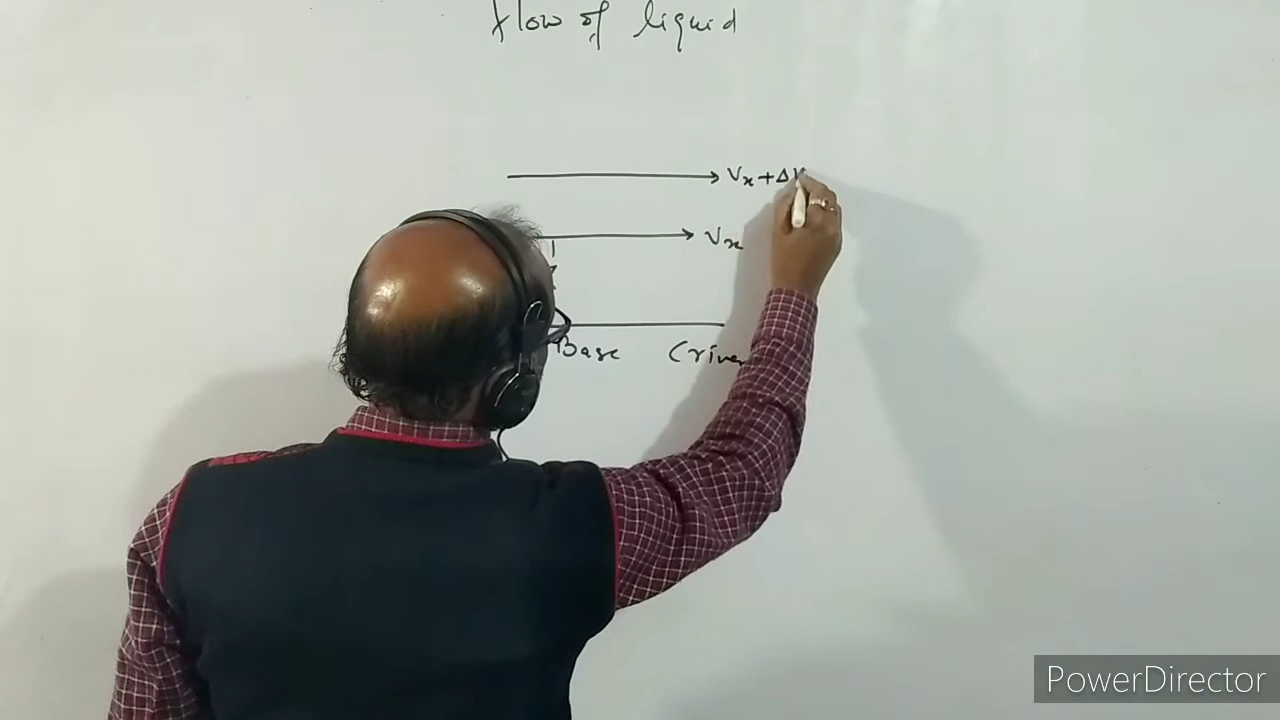 Flow of liquid
Vx + ΔV
Vx
Base (river
PowerDirector